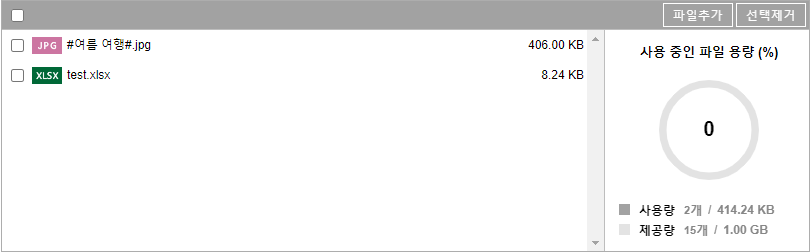 파일추가 선택제거
JPG #여름 여행#.jpg 406.00 KB
XLSX test.xlsx 8.24 KB
사용 중인 파일 용량 (%)
0
사용량 2개 / 414.24 KB
제공량 15개 / 1.00 GB